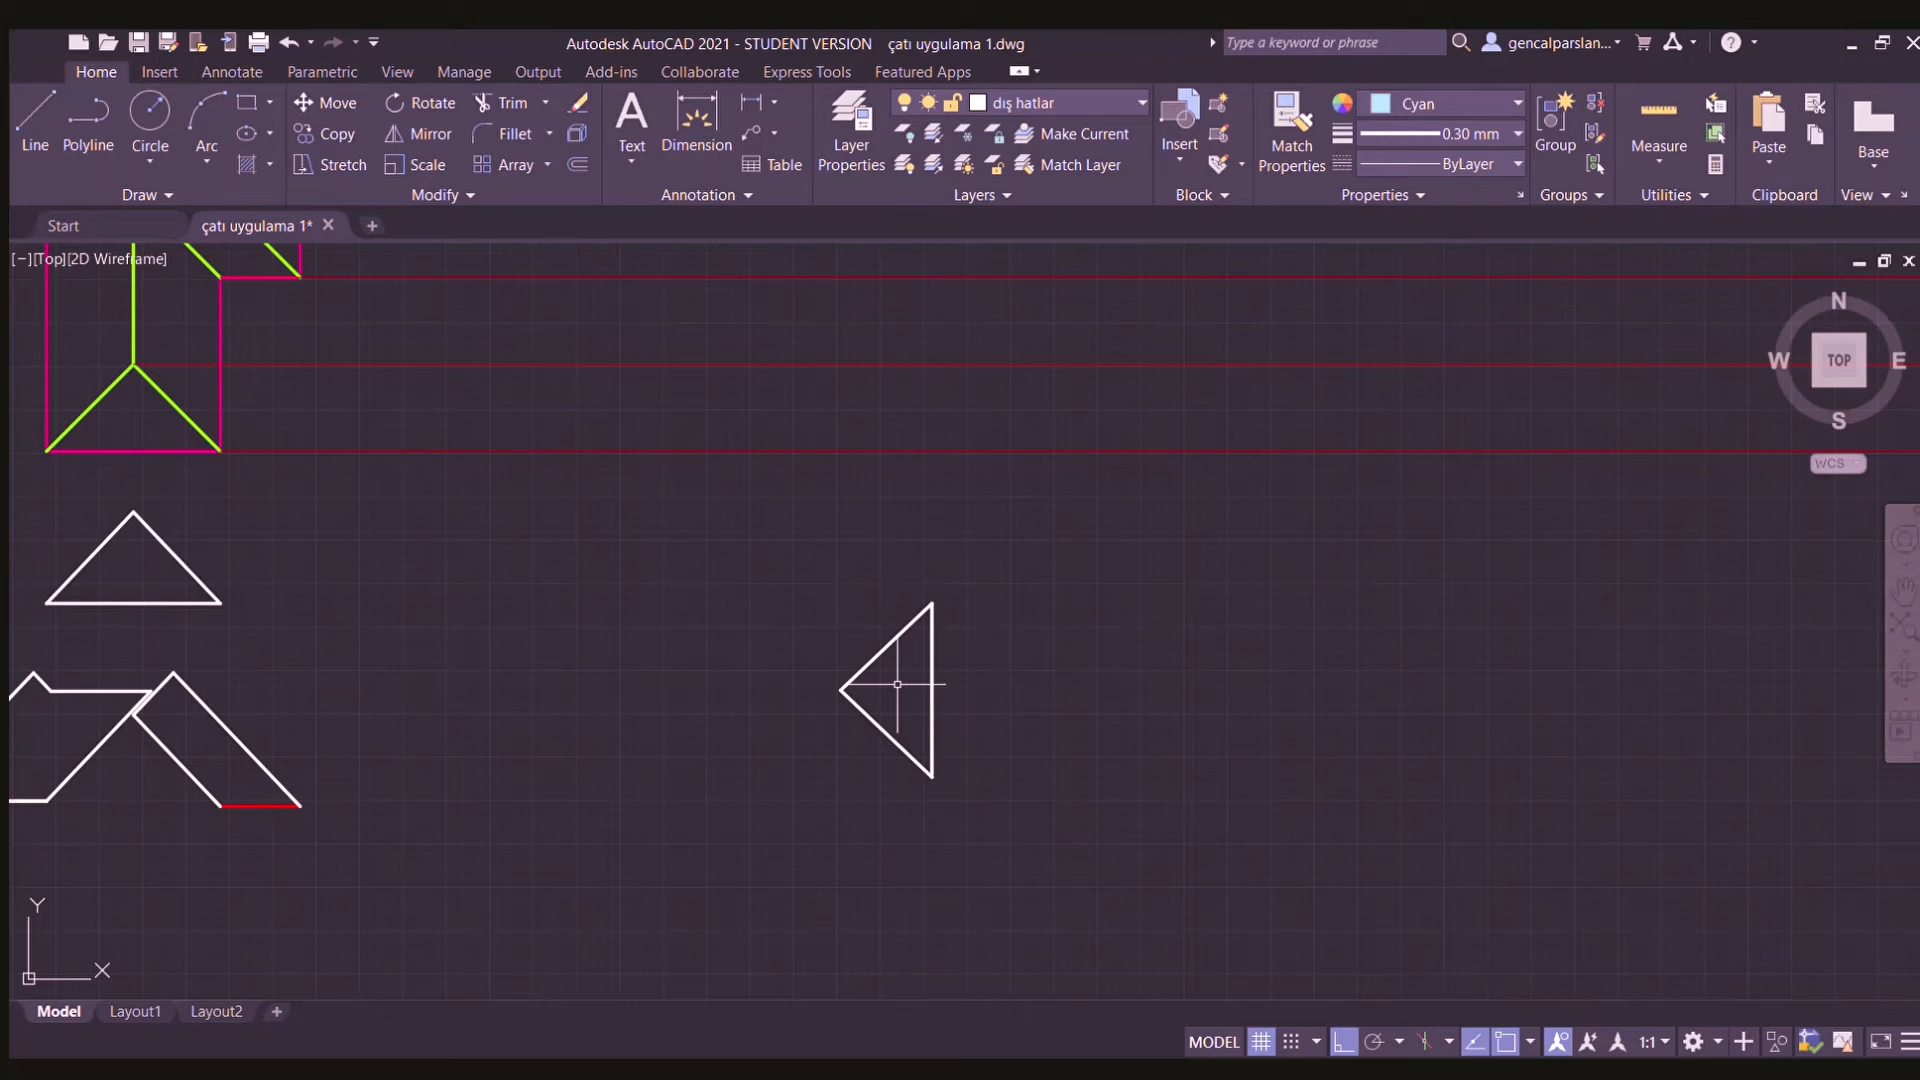 Autodesk AutoCAD 2021 - STUDENT VERSION çatı uygulama 1.dwg
Type a keyword or phrase
gencalparslan...
Home Insert Annotate Parametric View Manage Output Add-ins Collaborate Express Tools Featured Apps
Line Polyline Circle Arc
Draw
Move Rotate Trim
Copy Mirror Fillet
Stretch Scale Array
Modify
Text Dimension Table
Annotation
Layer Properties
dış hatlar
Make Current
Match Layer
Layers
Insert
Block
Match Properties
Cyan
0.30 mm
ByLayer
Properties
Group
Groups
Measure
Utilities
Paste
Clipboard
Base
View
Start çatı uygulama 1*
[−][Top][2D Wireframe]
N
W TOP E
S
WCS
Y
X
Model Layout1 Layout2
MODEL 1:1